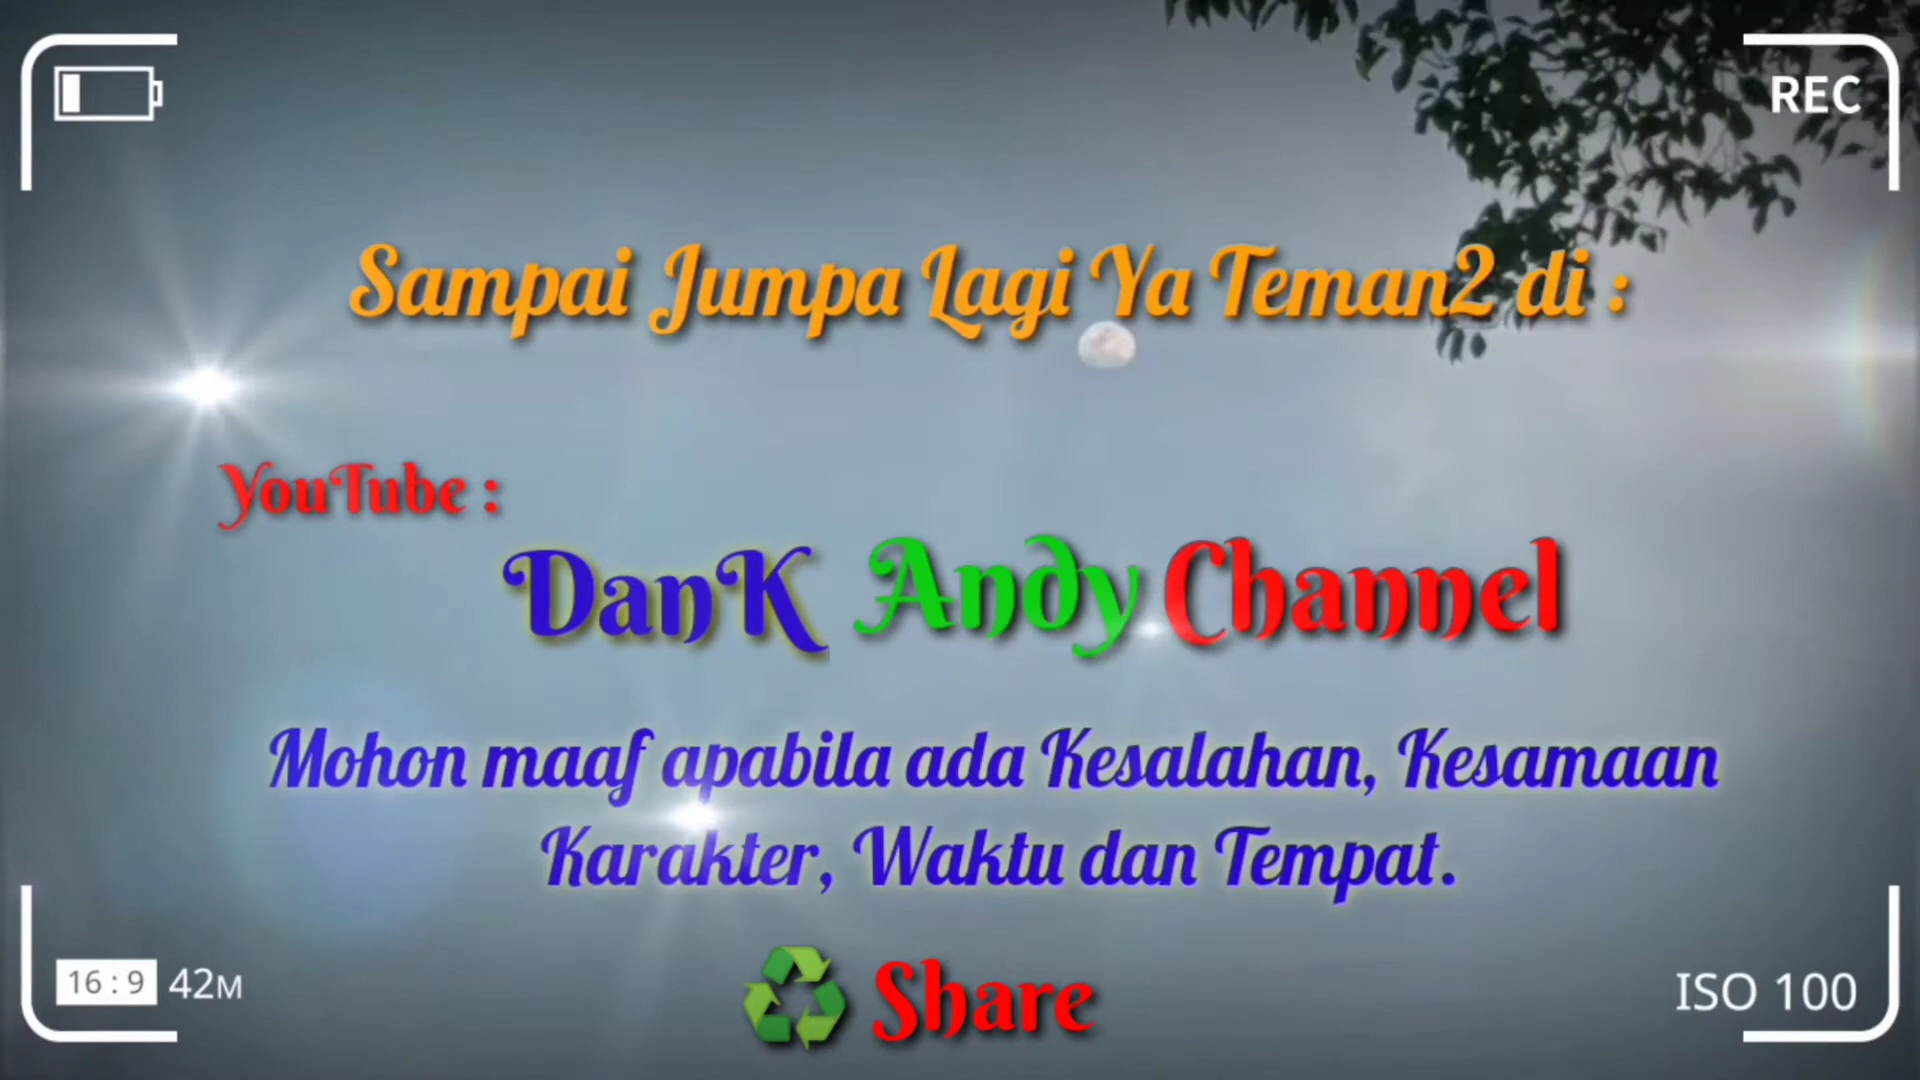 REC
Sampai Jumpa Lagi Ya Teman2 di :
YouTube :
DanK Andy Channel
Mohon maaf apabila ada Kesalahan, Kesamaan
Karakter, Waktu dan Tempat.
Share
16 : 9 42M
ISO 100